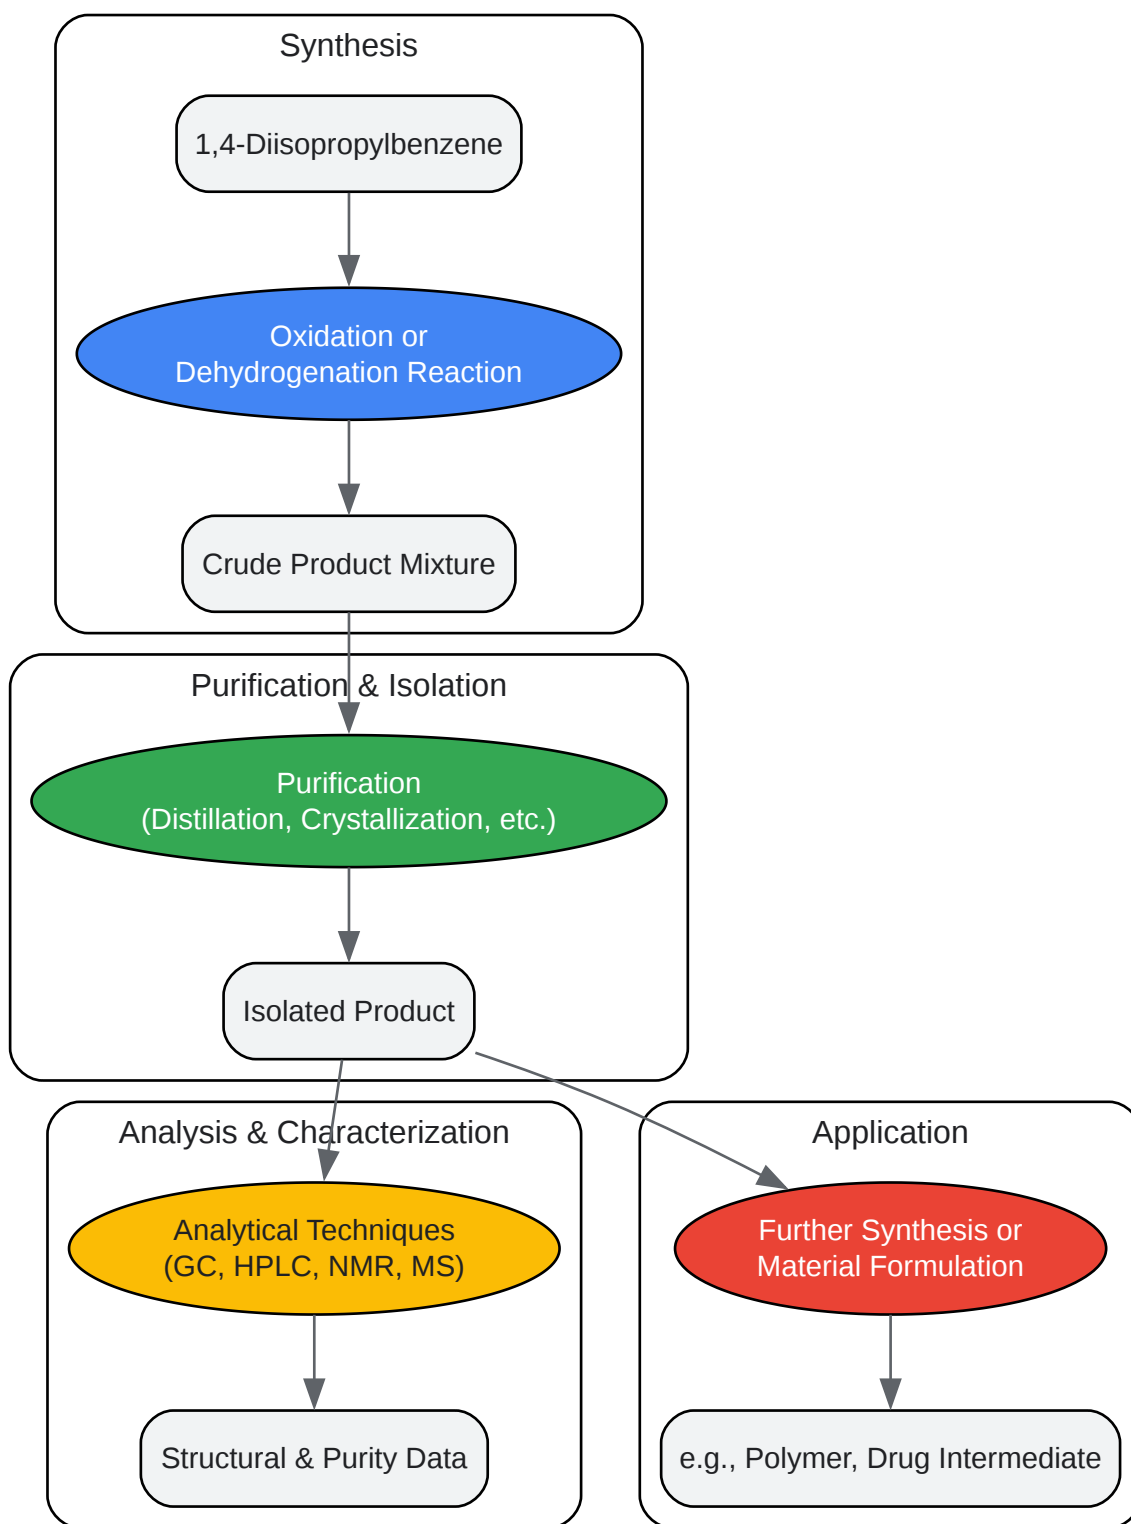 Synthesis
1,4-Diisopropylbenzene
Oxidation or
Dehydrogenation Reaction
Crude Product Mixture
Purification & Isolation
Purification
(Distillation, Crystallization, etc.)
Isolated Product
Analysis & Characterization
Analytical Techniques
(GC, HPLC, NMR, MS)
Structural & Purity Data
Application
Further Synthesis or
Material Formulation
e.g., Polymer, Drug Intermediate